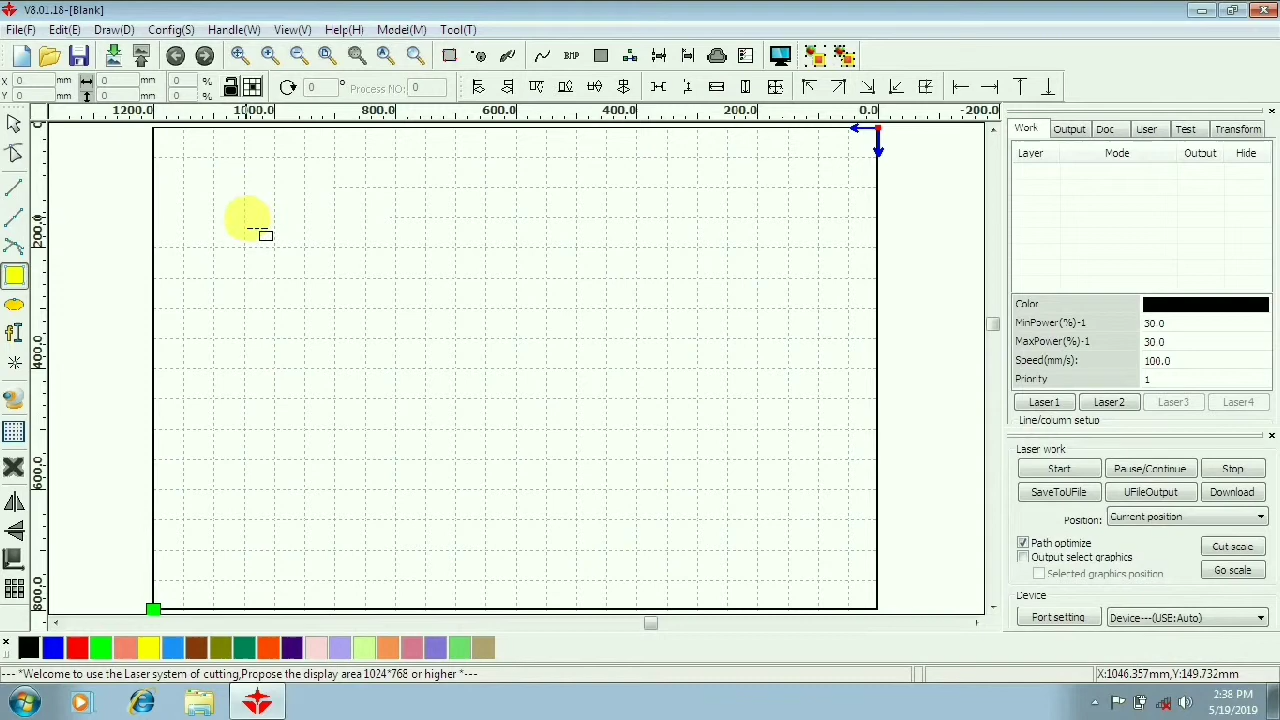 V8.01.18-[Blank]
File(F) Edit(E) Draw(D) Config(S) Handle(W) View(V) Help(H) Model(M) Tool(T)
BMP
X 0(T) mm 0(T) mm 0(T) %
Y 0(T) mm 0(T) mm 0(T) % 0 ° Process NO: 0
1200.0 1000.0 800.0 600.0 400.0 200.0 0.0 -200.0
0
200.0
400.0
600.0
800.0
Work Output Doc User Test Transform
Layer Mode Output Hide
Color
MinPower(%)-1 30.0
MaxPower(%)-1 30.0
Speed(mm/s): 100.0
Priority 1
Laser1 Laser2 Laser3 Laser4
Line/column setup
Laser work
Start Pause/Continue Stop
SaveToUFile UFileOutput Download
Position: Current position
Path optimize
Output select graphics
Selected graphics position
Cut scale
Go scale
Device
Port setting Device---(USB:Auto)
--- *Welcome to use the Laser system of cutting,Propose the display area 1024*768 or higher *---
X:1046.357mm,Y:149.732mm
2:38 PM
5/19/2019